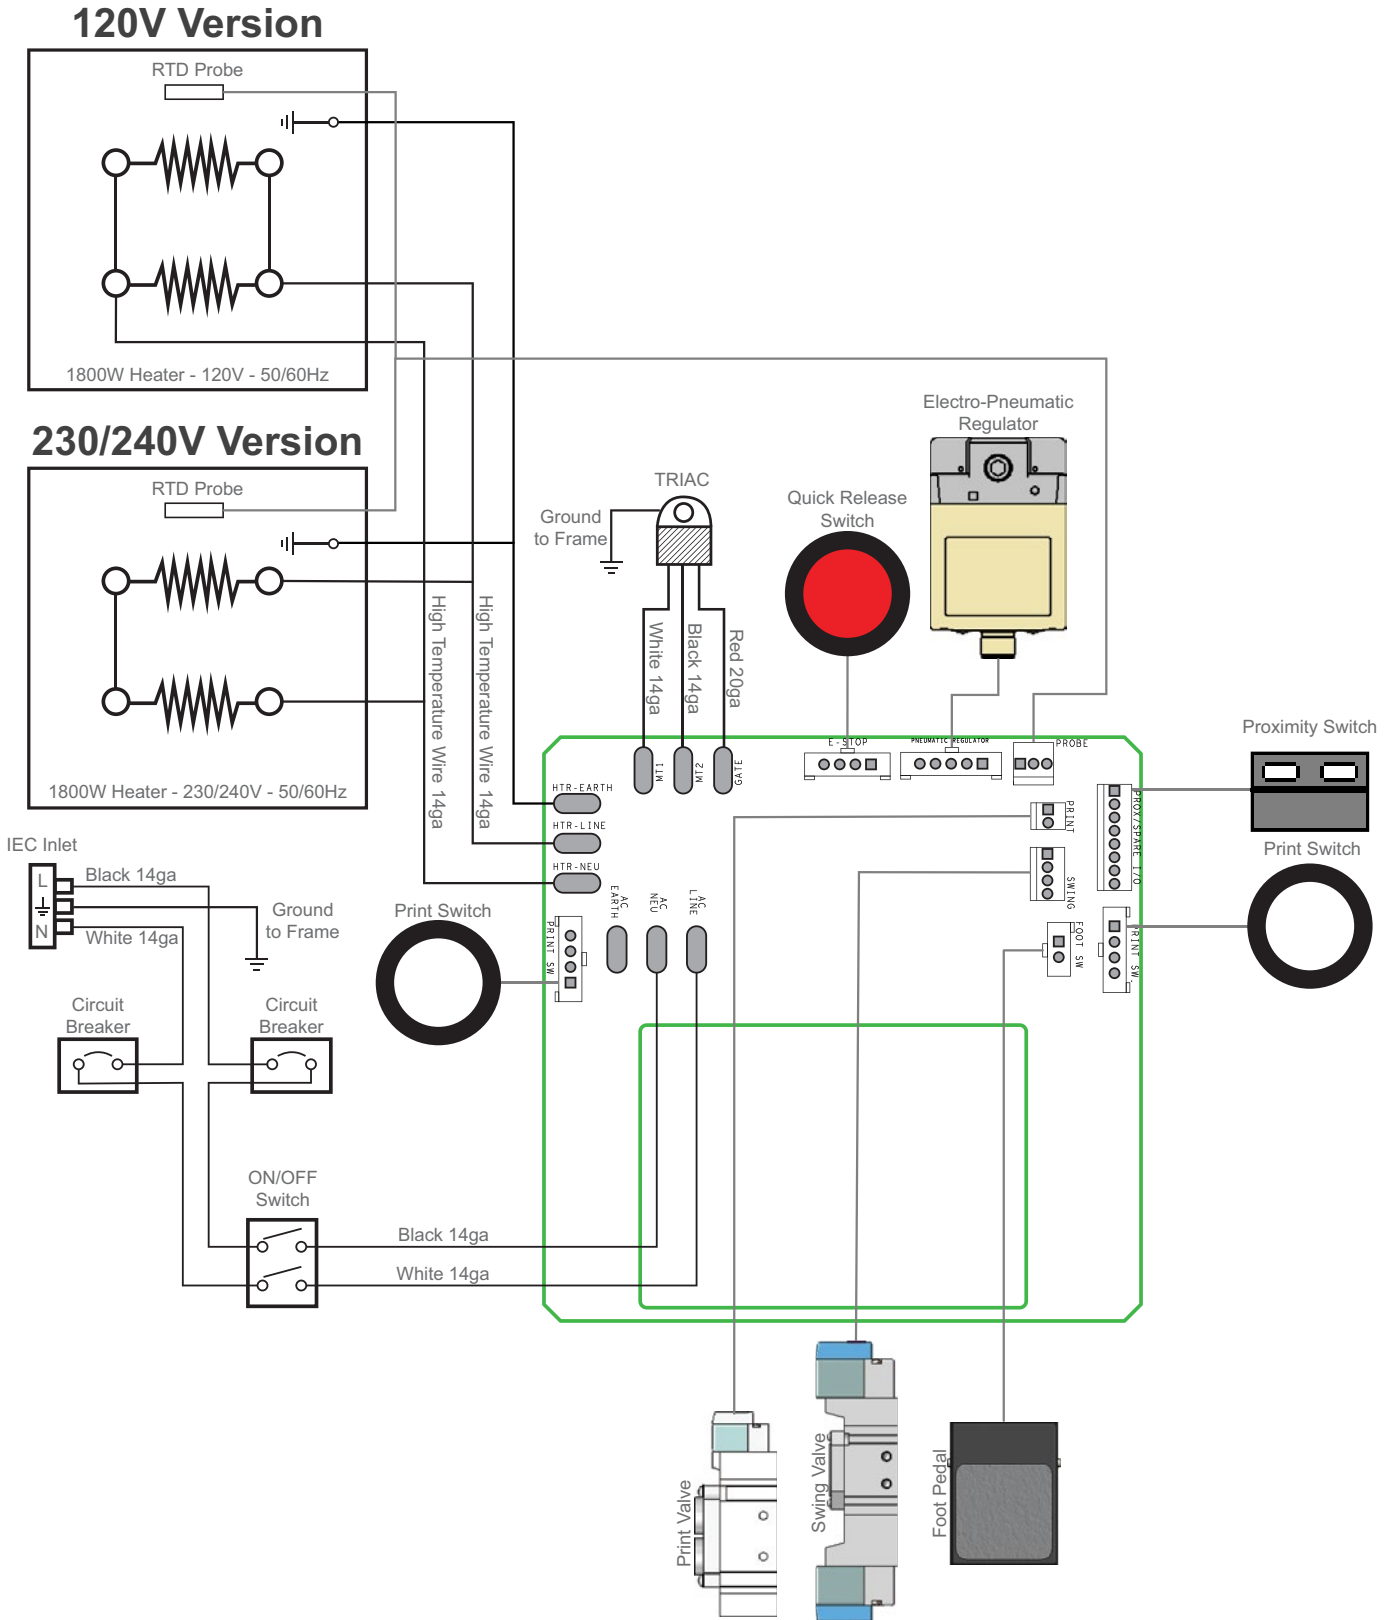 120V Version
RTD Probe
1800W Heater - 120V - 50/60Hz
230/240V Version
RTD Probe
1800W Heater - 230/240V - 50/60Hz
High Temperature Wire 14ga
High Temperature Wire 14ga
Ground
to Frame
TRIAC
White 14ga
Black 14ga
Red 20ga
Quick Release
Switch
Electro-Pneumatic
Regulator
Proximity Switch
Print Switch
MT1
MT2
GATE
E-STOP
PNEUMATIC REGULATOR
PROBE
HTR-EARTH
HTR-LINE
HTR-NEU
PRINT
SWING
PROX/SPARE I/O
FOOT SW
PRINT SW.
AC
EARTH
AC
NEU
AC
LINE
PRINT SW
Print Switch
IEC Inlet
L
N
Black 14ga
White 14ga
Ground
to Frame
Circuit
Breaker
Circuit
Breaker
ON/OFF
Switch
Black 14ga
White 14ga
Print Valve
Swing Valve
Foot Pedal